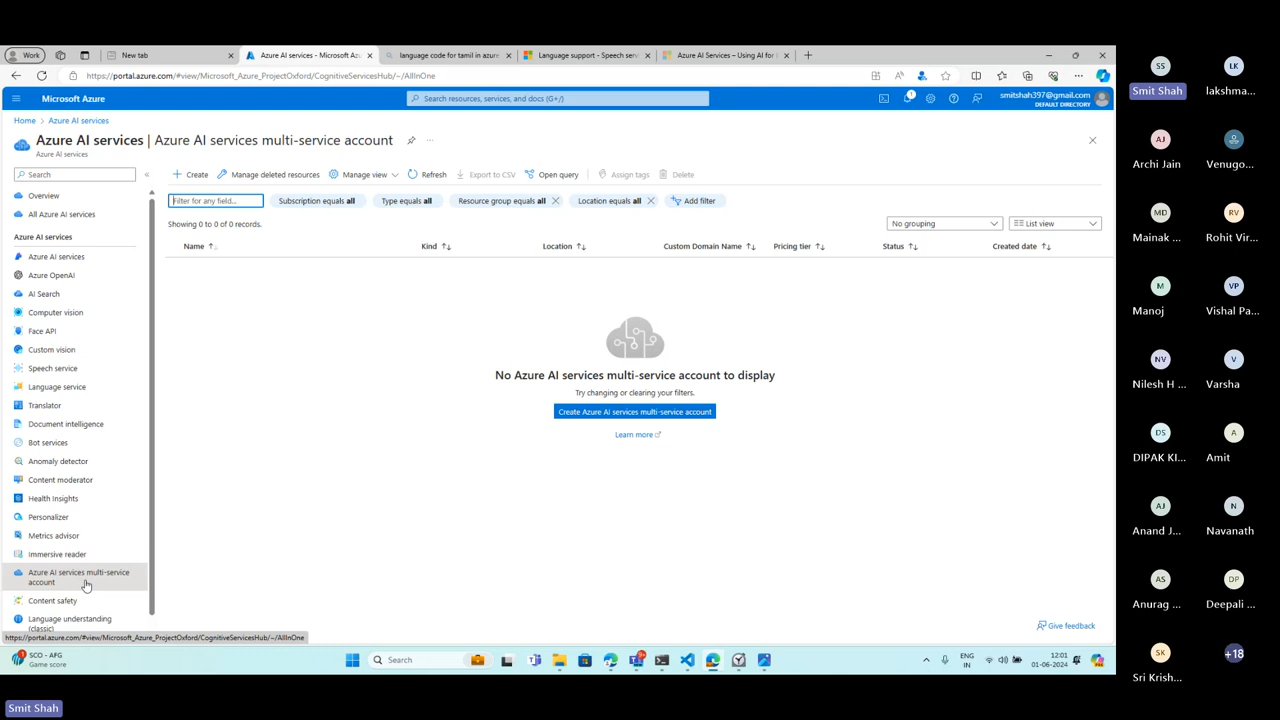 Work
New tab
Azure AI services - Microsoft Az
language code for tamil in azure
Language support - Speech serv
Azure AI Services – Using AI for I
https://portal.azure.com/#view/Microsoft_Azure_ProjectOxford/CognitiveServicesHub/~/AllInOne
Microsoft Azure
Search resources, services, and docs (G+/)
1
smitshah397@gmail.com
DEFAULT DIRECTORY
Home > Azure AI services
Azure AI services | Azure AI services multi-service account
Azure AI services
Search
Create
Manage deleted resources
Manage view
Refresh
Export to CSV
Open query
Assign tags
Delete
Overview
All Azure AI services
Azure AI services
Azure AI services
Azure OpenAI
AI Search
Computer vision
Face API
Custom vision
Speech service
Language service
Translator
Document intelligence
Bot services
Anomaly detector
Content moderator
Health Insights
Personalizer
Metrics advisor
Immersive reader
Azure AI services multi-service
account
Content safety
Language understanding
(classic)
Filter for any field...
Subscription equals all
Type equals all
Resource group equals all
Location equals all
Add filter
Showing 0 to 0 of 0 records.
No grouping
List view
Name
Kind
Location
Custom Domain Name
Pricing tier
Status
Created date
No Azure AI services multi-service account to display
Try changing or clearing your filters.
Create Azure AI services multi-service account
Learn more
Give feedback
https://portal.azure.com/#view/Microsoft_Azure_ProjectOxford/CognitiveServicesHub/~/AllInOne
SCO - AFG
Game score
Search
ENG
IN
12:01
01-06-2024
SS
Smit Shah
LK
lakshma...
AJ
Archi Jain
Venugo...
MD
Mainak ...
RV
Rohit Vir...
M
Manoj
VP
Vishal Pa...
NV
Nilesh H ...
V
Varsha
DS
DIPAK KI...
A
Amit
AJ
Anand J...
N
Navanath
AS
Anurag ...
DP
Deepali ...
SK
Sri Krish...
+18
Smit Shah